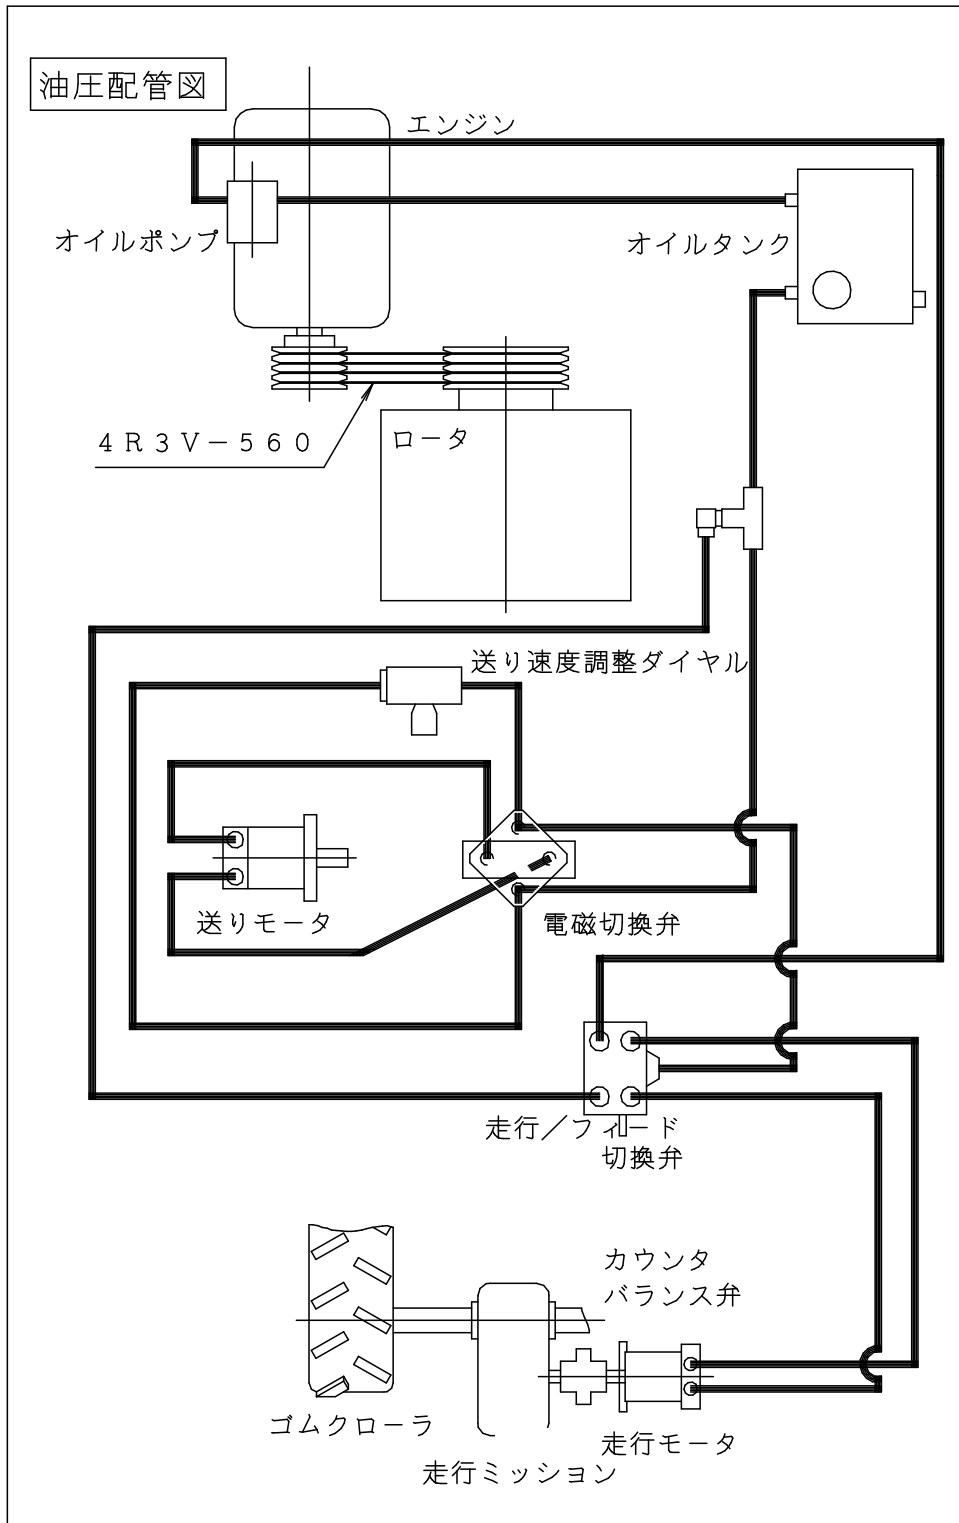 油圧配管図
エンジン
オイルポンプ
オイルタンク
４Ｒ３Ｖ－５６０
ロータ
送り速度調整ダイヤル
送りモータ
電磁切換弁
走行／フィード
切換弁
カウンタ
バランス弁
ゴムクローラ
走行モータ
走行ミッション